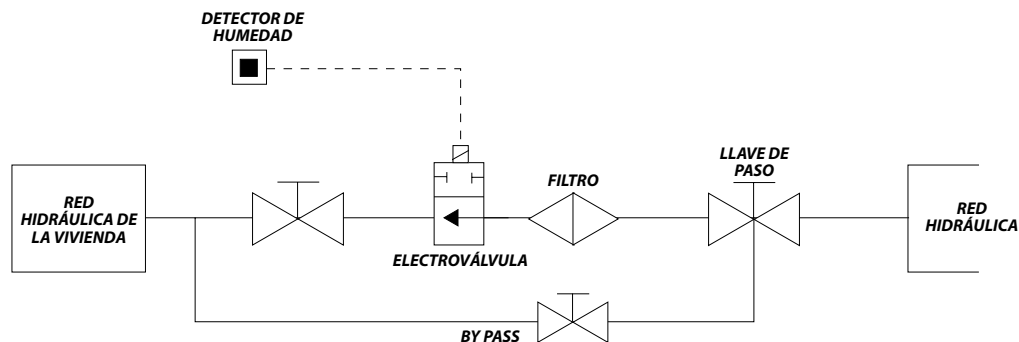 DETECTOR DE
HUMEDAD
LLAVE DE
PASO
FILTRO
RED
HIDRÁULICA DE
LA VIVIENDA
RED
HIDRÁULICA
ELECTROVÁLVULA
BY PASS